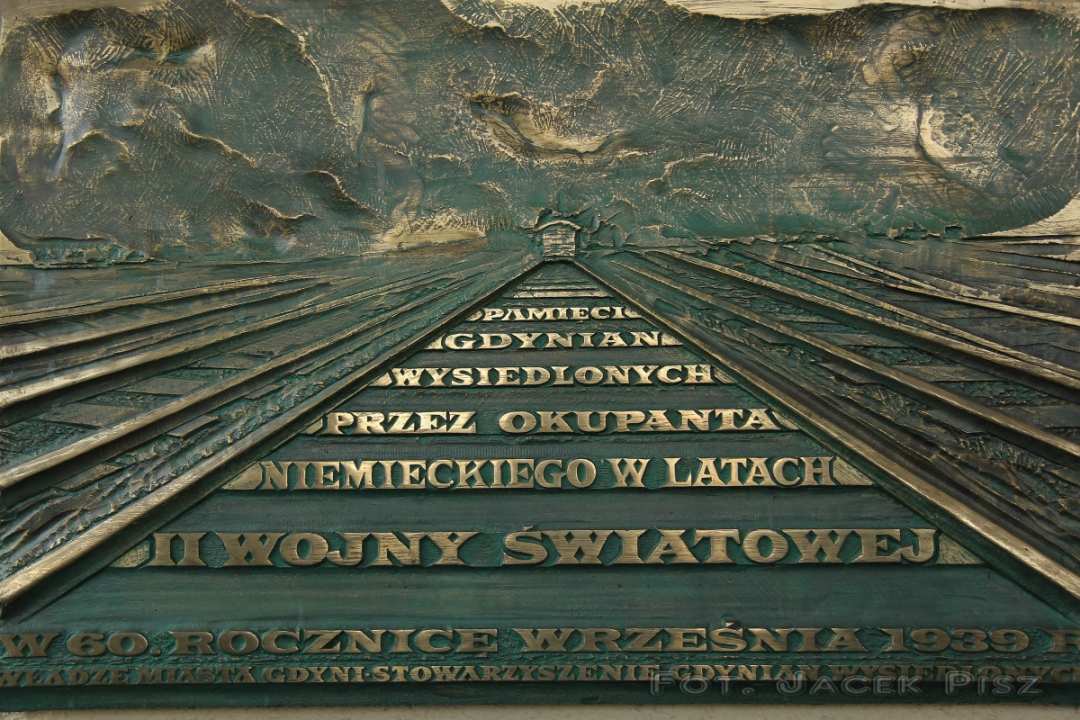 PAMIĘCI
GDYNIAN
WYSIEDLONYCH
PRZEZ OKUPANTA
NIEMIECKIEGO W LATACH
II WOJNY ŚWIATOWEJ
W 60. ROCZNICĘ WRZEŚNIA 1939 R
WŁADZE MIASTA GDYNI·STOWARZYSZENIE GDYNIAN WYSIEDLONYCH
Fot. Jacek Pisz